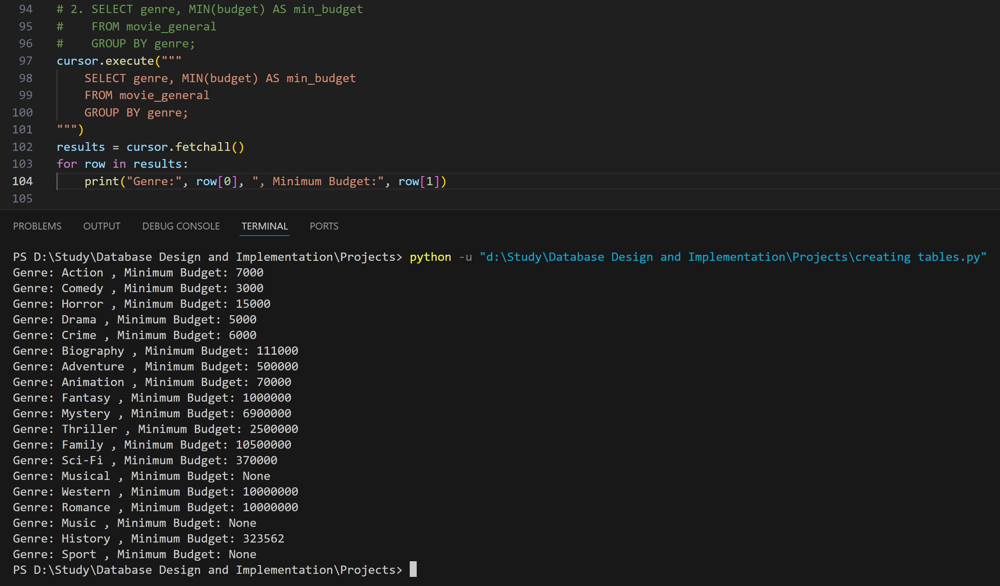 94 # 2. SELECT genre, MIN(budget) AS min_budget
95 #    FROM movie_general
96 #    GROUP BY genre;
97 cursor.execute("""
98     SELECT genre, MIN(budget) AS min_budget
99     FROM movie_general
100     GROUP BY genre;
101 """)
102 results = cursor.fetchall()
103 for row in results:
104     print("Genre:", row[0], ", Minimum Budget:", row[1])
105
PROBLEMS OUTPUT DEBUG CONSOLE TERMINAL PORTS
PS D:\Study\Database Design and Implementation\Projects> python -u "d:\Study\Database Design and Implementation\Projects\creating tables.py"
Genre: Action , Minimum Budget: 7000
Genre: Comedy , Minimum Budget: 3000
Genre: Horror , Minimum Budget: 15000
Genre: Drama , Minimum Budget: 5000
Genre: Crime , Minimum Budget: 6000
Genre: Biography , Minimum Budget: 111000
Genre: Adventure , Minimum Budget: 500000
Genre: Animation , Minimum Budget: 70000
Genre: Fantasy , Minimum Budget: 1000000
Genre: Mystery , Minimum Budget: 6900000
Genre: Thriller , Minimum Budget: 2500000
Genre: Family , Minimum Budget: 10500000
Genre: Sci-Fi , Minimum Budget: 370000
Genre: Musical , Minimum Budget: None
Genre: Western , Minimum Budget: 10000000
Genre: Romance , Minimum Budget: 10000000
Genre: Music , Minimum Budget: None
Genre: History , Minimum Budget: 323562
Genre: Sport , Minimum Budget: None
PS D:\Study\Database Design and Implementation\Projects>